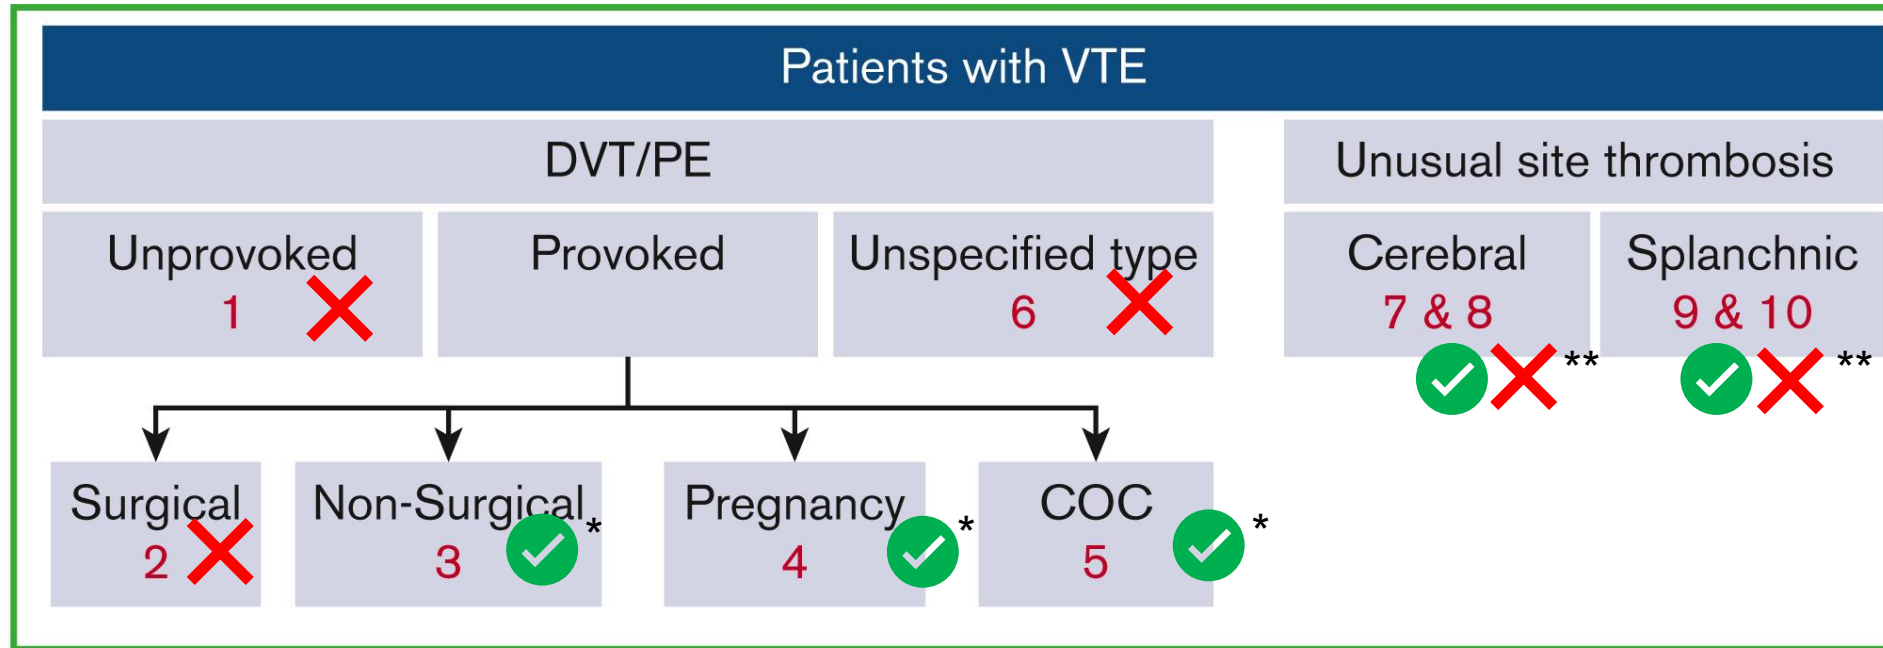 Patients with VTE
DVT/PE
Unusual site thrombosis
Unprovoked
1
Provoked
Unspecified type
6
Cerebral
7 & 8
**
Splanchnic
9 & 10
**
Surgical
2
Non-Surgical
3
*
Pregnancy
4
*
COC
5
*